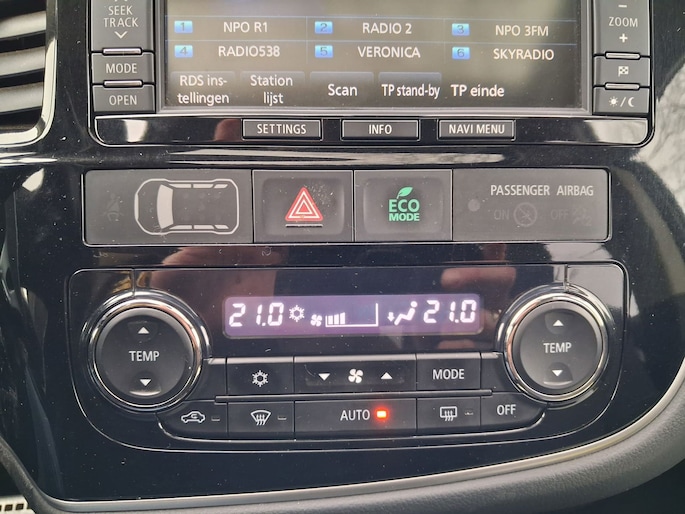 SEEK
TRACK
MODE
OPEN
1 NPO R1
2 RADIO 2
3 NPO 3FM
4 RADIO538
5 VERONICA
6 SKYRADIO
RDS ins-
tellingen
Station
lijst
Scan
TP stand-by
TP einde
ZOOM
+
SETTINGS
INFO
NAVI MENU
ECO
MODE
PASSENGER AIRBAG
ON
OFF
21.0
21.0
TEMP
MODE
TEMP
AUTO
OFF